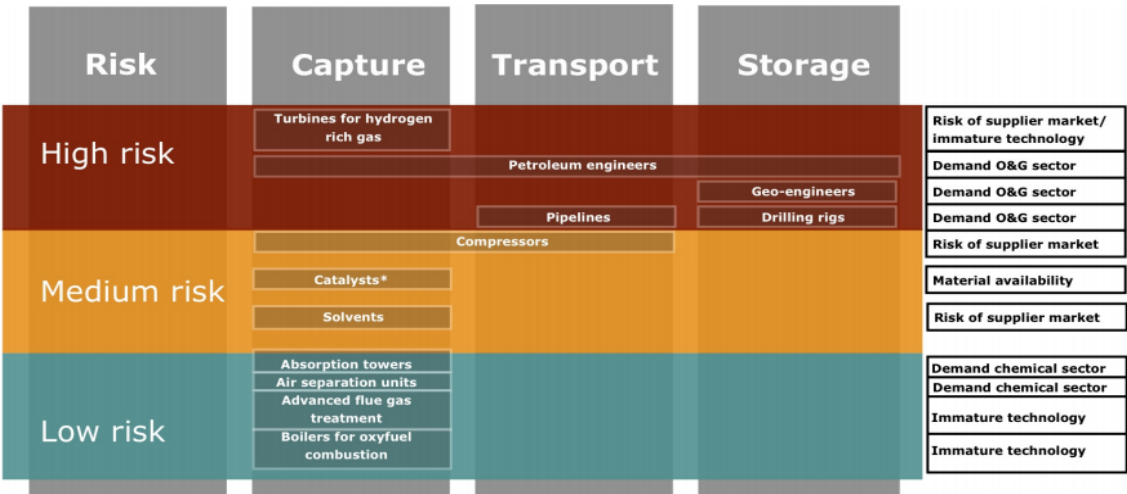 Risk Capture Transport Storage
High risk
Turbines for hydrogen
rich gas
Risk of supplier market/
immature technology
Petroleum engineers
Demand O&G sector
Geo-engineers
Demand O&G sector
Pipelines
Drilling rigs
Demand O&G sector
Compressors
Risk of supplier market
Medium risk
Catalysts*
Material availability
Solvents
Risk of supplier market
Low risk
Absorption towers
Demand chemical sector
Air separation units
Demand chemical sector
Advanced flue gas
treatment
Immature technology
Boilers for oxyfuel
combustion
Immature technology